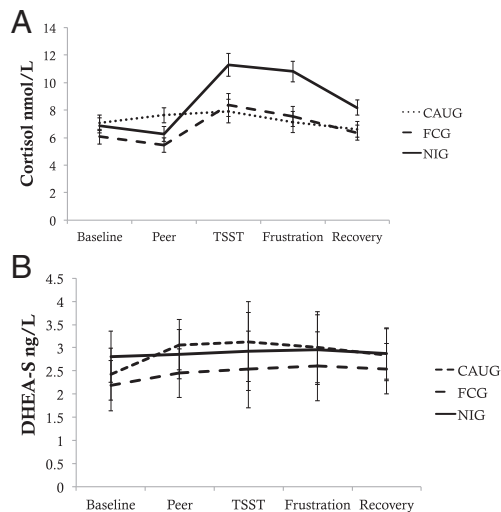 A
Cortisol nmol/L
14
12
10
8
6
4
2
0
Baseline Peer TSST Frustration Recovery
CAUG
FCG
NIG
B
DHEA-S ng/L
4.5
4
3.5
3
2.5
2
1.5
1
0.5
0
Baseline Peer TSST Frustration Recovery
CAUG
FCG
NIG